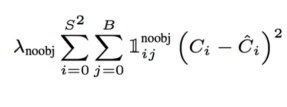 λ_noobj ∑_{i=0}^{S^2} ∑_{j=0}^{B} 𝟙_{ij}^{noobj} (C_i − Ĉ_i)^2